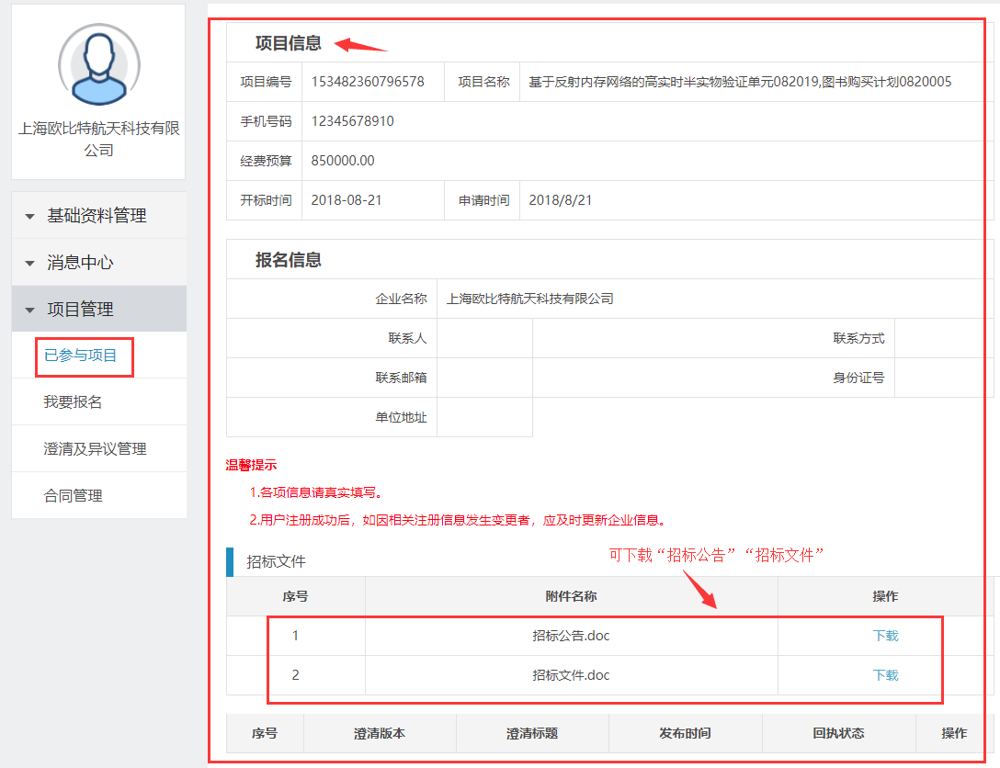 上海欧比特航天科技有限
公司
基础资料管理
消息中心
项目管理
已参与项目
我要报名
澄清及异议管理
合同管理
项目信息
项目编号 153482360796578 项目名称 基于反射内存网络的高实时半实物验证单元082019,图书购买计划0820005
手机号码 12345678910
经费预算 850000.00
开标时间 2018-08-21 申请时间 2018/8/21
报名信息
企业名称 上海欧比特航天科技有限公司
联系人 联系方式
联系邮箱 身份证号
单位地址
温馨提示
1.各项信息请真实填写。
2.用户注册成功后，如因相关注册信息发生变更者，应及时更新企业信息。
可下载“招标公告”“招标文件”
招标文件
序号 附件名称 操作
1 招标公告.doc 下载
2 招标文件.doc 下载
序号 澄清版本 澄清标题 发布时间 回执状态 操作